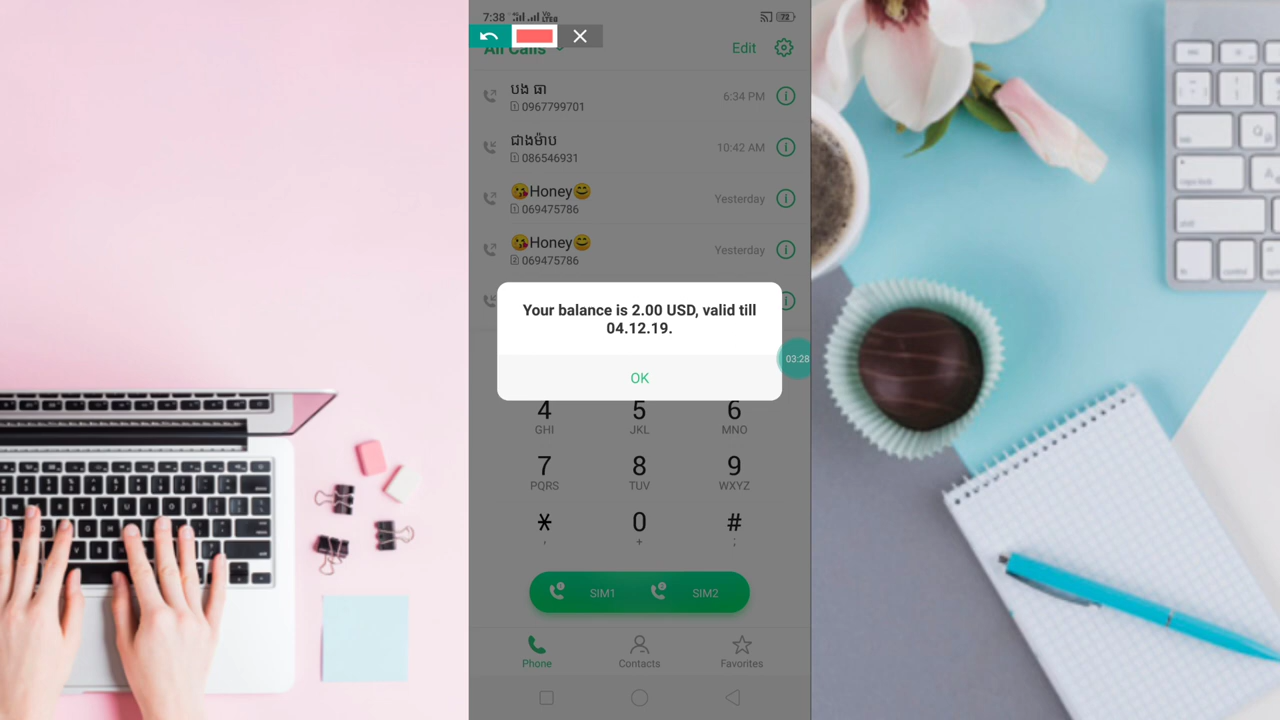 7:38
72
All Calls
Edit
បង ធា
0967799701
6:34 PM
ជាងម៉ាប
086546931
10:42 AM
😘Honey😊
069475786
Yesterday
😘Honey😊
069475786
Yesterday
Your balance is 2.00 USD, valid till
04.12.19.
OK
03:28
4 5 6
GHI JKL MNO
7 8 9
PQRS TUV WXYZ
* 0 #
, + ;
SIM1 SIM2
Phone Contacts Favorites